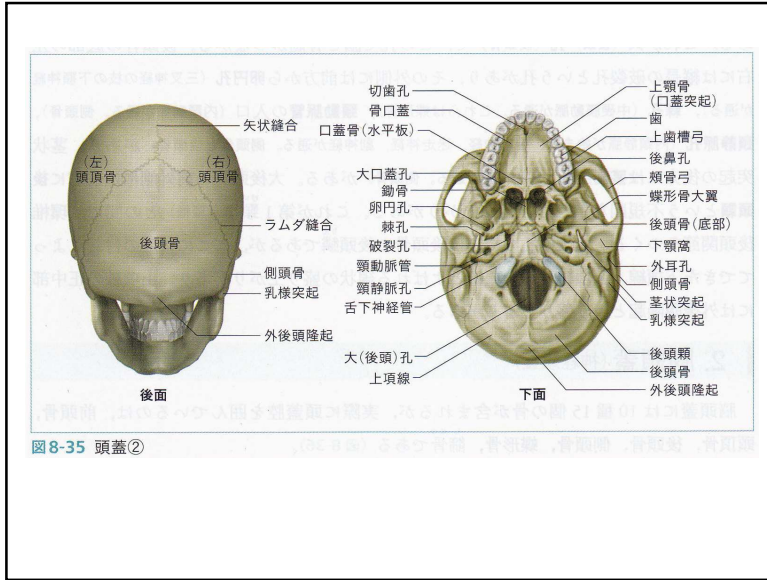 矢状縫合
(左)
頭頂骨
(右)
頭頂骨
ラムダ縫合
後頭骨
側頭骨
乳様突起
外後頭隆起
後面
切歯孔
骨口蓋
口蓋骨(水平板)
大口蓋孔
鋤骨
卵円孔
棘孔
破裂孔
頸動脈管
頸静脈孔
舌下神経管
大(後頭)孔
上項線
上顎骨
(口蓋突起)
歯
上歯槽弓
後鼻孔
頬骨弓
蝶形骨大翼
後頭骨(底部)
下顎窩
外耳孔
側頭骨
茎状突起
乳様突起
後頭顆
後頭骨
外後頭隆起
下面
図8-35 頭蓋②